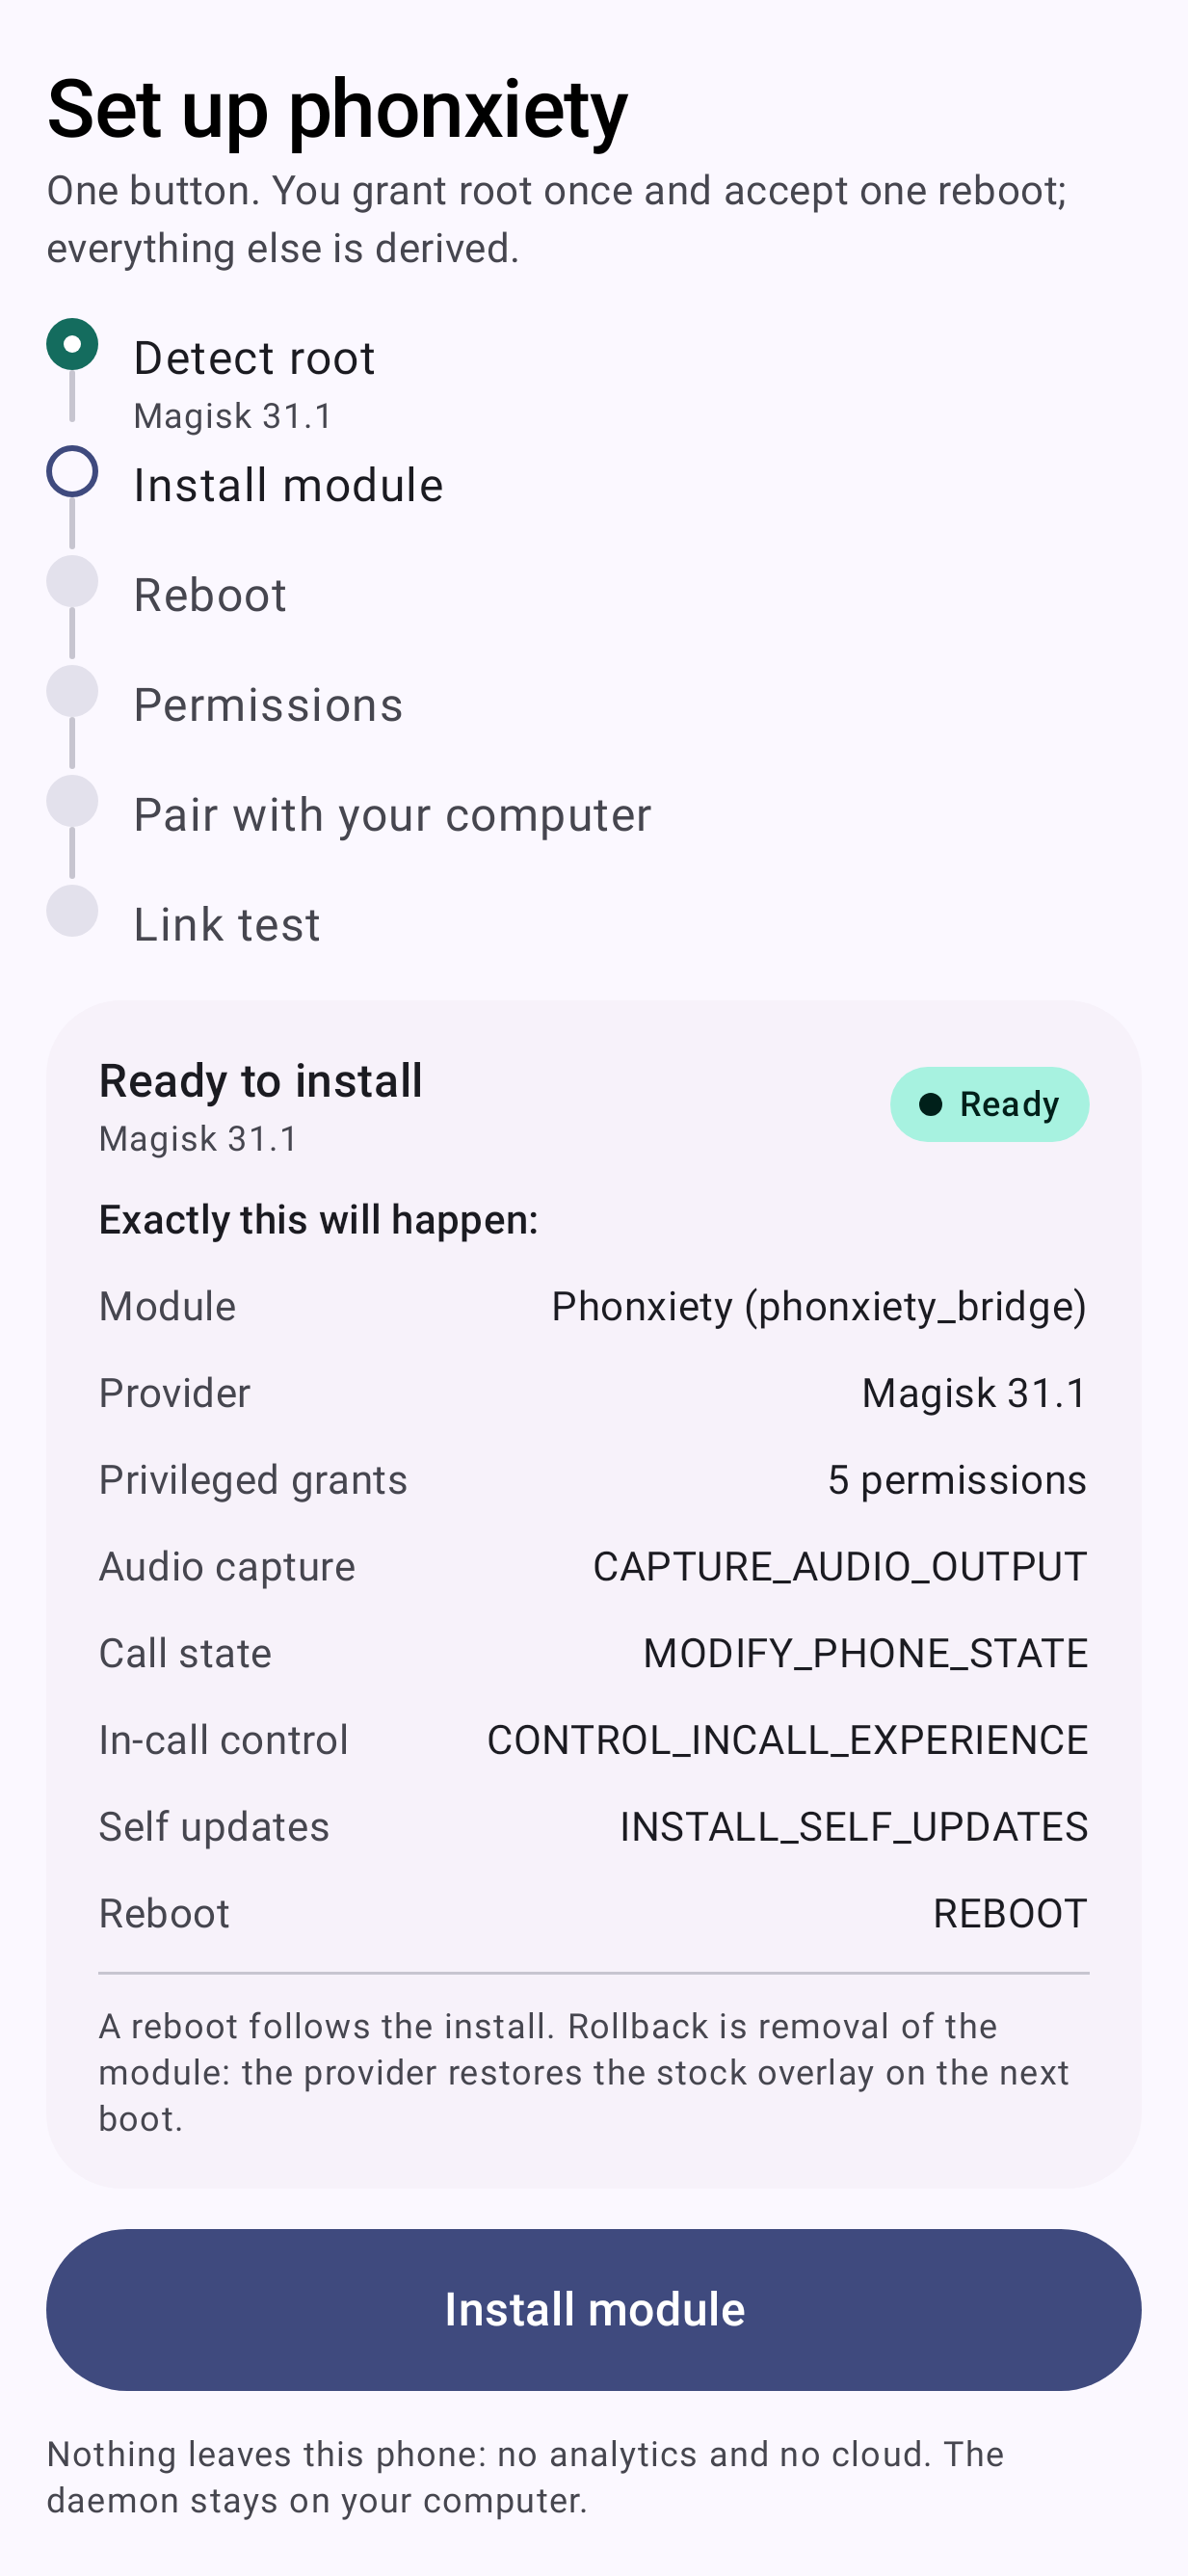 Set up phonxiety
One button. You grant root once and accept one reboot;
everything else is derived.
Detect root
Magisk 31.1
Install module
Reboot
Permissions
Pair with your computer
Link test
Ready to install
Magisk 31.1
Ready
Exactly this will happen:
Module Phonxiety (phonxiety_bridge)
Provider Magisk 31.1
Privileged grants 5 permissions
Audio capture CAPTURE_AUDIO_OUTPUT
Call state MODIFY_PHONE_STATE
In-call control CONTROL_INCALL_EXPERIENCE
Self updates INSTALL_SELF_UPDATES
Reboot REBOOT
A reboot follows the install. Rollback is removal of the
module: the provider restores the stock overlay on the next
boot.
Install module
Nothing leaves this phone: no analytics and no cloud. The
daemon stays on your computer.